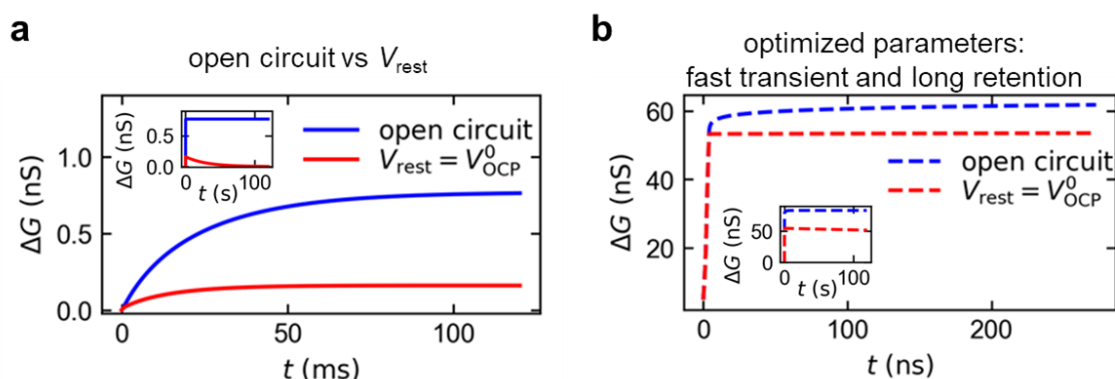 a
open circuit vs V_rest
ΔG (nS)
1.0
0.5
0.0
0 50 100
t (ms)
ΔG (nS)
0.5
0.0
0 100
t (s)
open circuit
V_rest = V⁰_OCP
b
optimized parameters:
fast transient and long retention
ΔG (nS)
60
40
20
0 100 200
t (ns)
open circuit
V_rest = V⁰_OCP
ΔG (nS)
50
0
0 100
t (s)